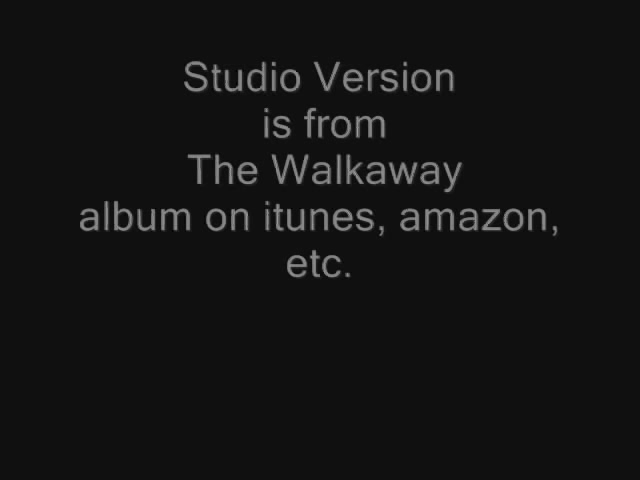 Studio Version
is from
The Walkaway
album on itunes, amazon,
etc.